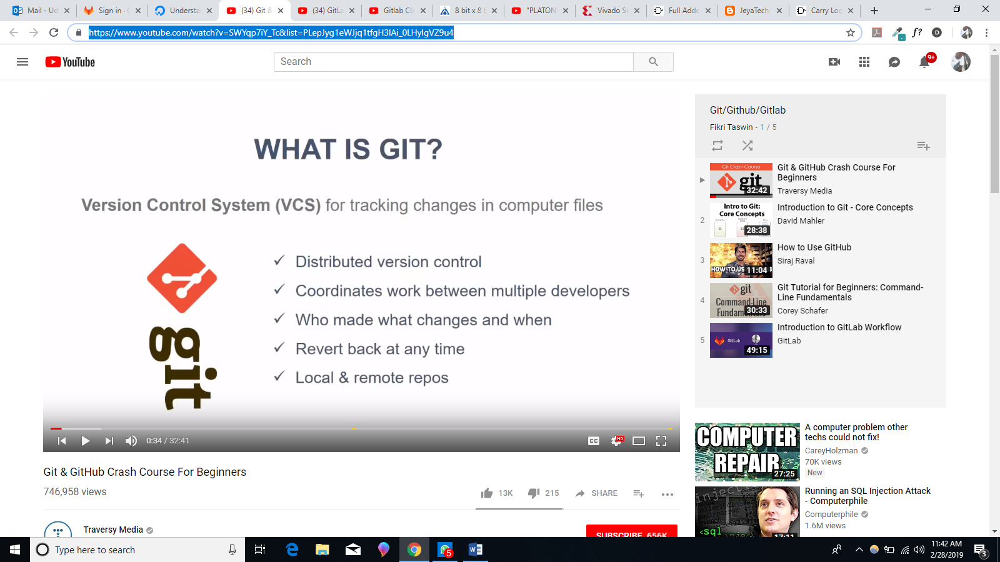 Mail - Ud
Sign in · G
Understa
(34) Git &
(34) GitLa
Gitlab CI/
8 bit x 8 b
"PLATONI
Vivado Si
Full Adde
JeyaTech:
Carry Loo
https://www.youtube.com/watch?v=SWYqp7iY_Tc&list=PLepJyg1eWJjq1tfgH3IAi_0LHylgVZ9u4
f?
D
YouTube
Search
9+
WHAT IS GIT?
Version Control System (VCS) for tracking changes in computer files
✓ Distributed version control
✓ Coordinates work between multiple developers
✓ Who made what changes and when
✓ Revert back at any time
✓ Local & remote repos
git
0:34 / 32:41
CC
HD
Git & GitHub Crash Course For Beginners
746,958 views
13K
215
SHARE
Traversy Media
SUBSCRIBE 656K
Git/Github/Gitlab
Fikri Taswin - 1 / 5
Git Crash Course
git
32:42
Git & GitHub Crash Course For
Beginners
Traversy Media
2
Intro to Git:
Core Concepts
28:38
Introduction to Git - Core Concepts
David Mahler
3
HOW TO US
11:04
How to Use GitHub
Siraj Raval
4
git
Command-Line
Fundam
30:33
Git Tutorial for Beginners: Command-
Line Fundamentals
Corey Schafer
5
GitLab
49:15
Introduction to GitLab Workflow
GitLab
COMPUTER
REPAIR
27:25
A computer problem other
techs could not fix!
CareyHolzman
70K views
New
injec
<sql
17:11
Running an SQL Injection Attack
- Computerphile
Computerphile
1.6M views
Type here to search
5
11:42 AM
2/28/2019
3